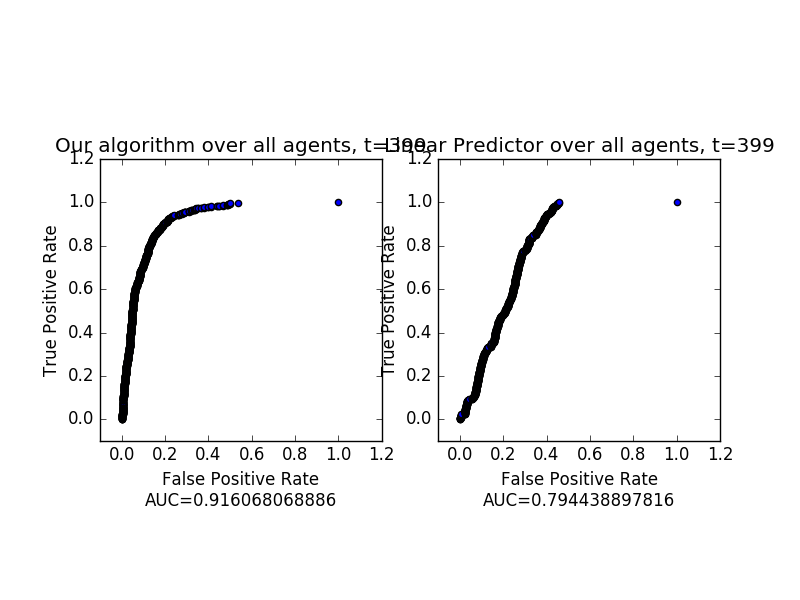 Our algorithm over all agents, t=399
Linear Predictor over all agents, t=399
1.2
1.0
0.8
0.6
0.4
0.2
0.0
True Positive Rate
0.0 0.2 0.4 0.6 0.8 1.0 1.2
False Positive Rate
AUC=0.916068068886
1.2
1.0
0.8
0.6
0.4
0.2
0.0
True Positive Rate
0.0 0.2 0.4 0.6 0.8 1.0 1.2
False Positive Rate
AUC=0.794438897816